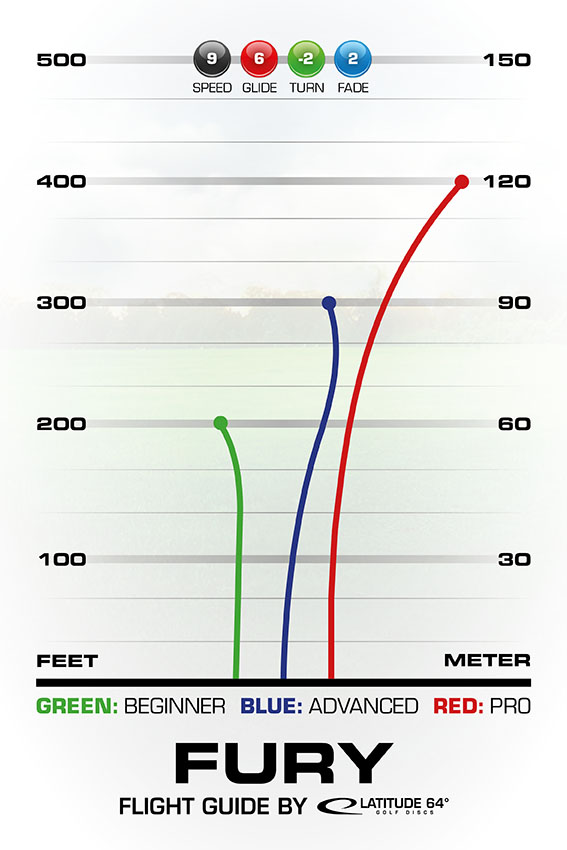 500 9 6 -2 2 150
SPEED GLIDE TURN FADE
400 120
300 90
200 60
100 30
FEET METER
GREEN: BEGINNER BLUE: ADVANCED RED: PRO
FURY
FLIGHT GUIDE BY LATITUDE 64°
GOLF DISCS